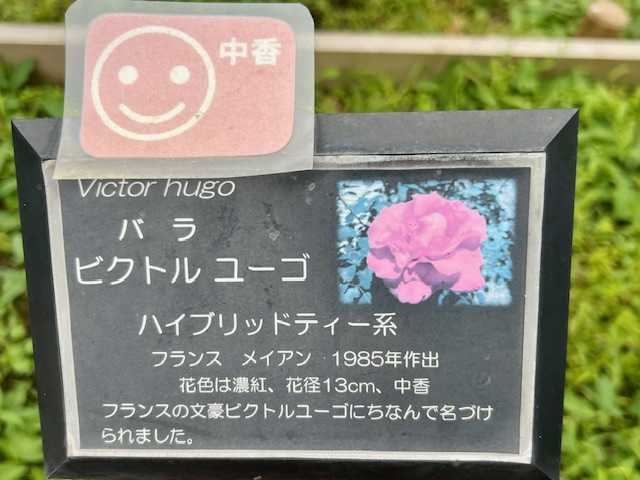 中香
Victor hugo
バラ
ビクトル ユーゴ
ハイブリッドティー系
フランス メイアン 1985年作出
花色は濃紅、花径13cm、中香
フランスの文豪ビクトルユーゴにちなんで名づけ
られました。